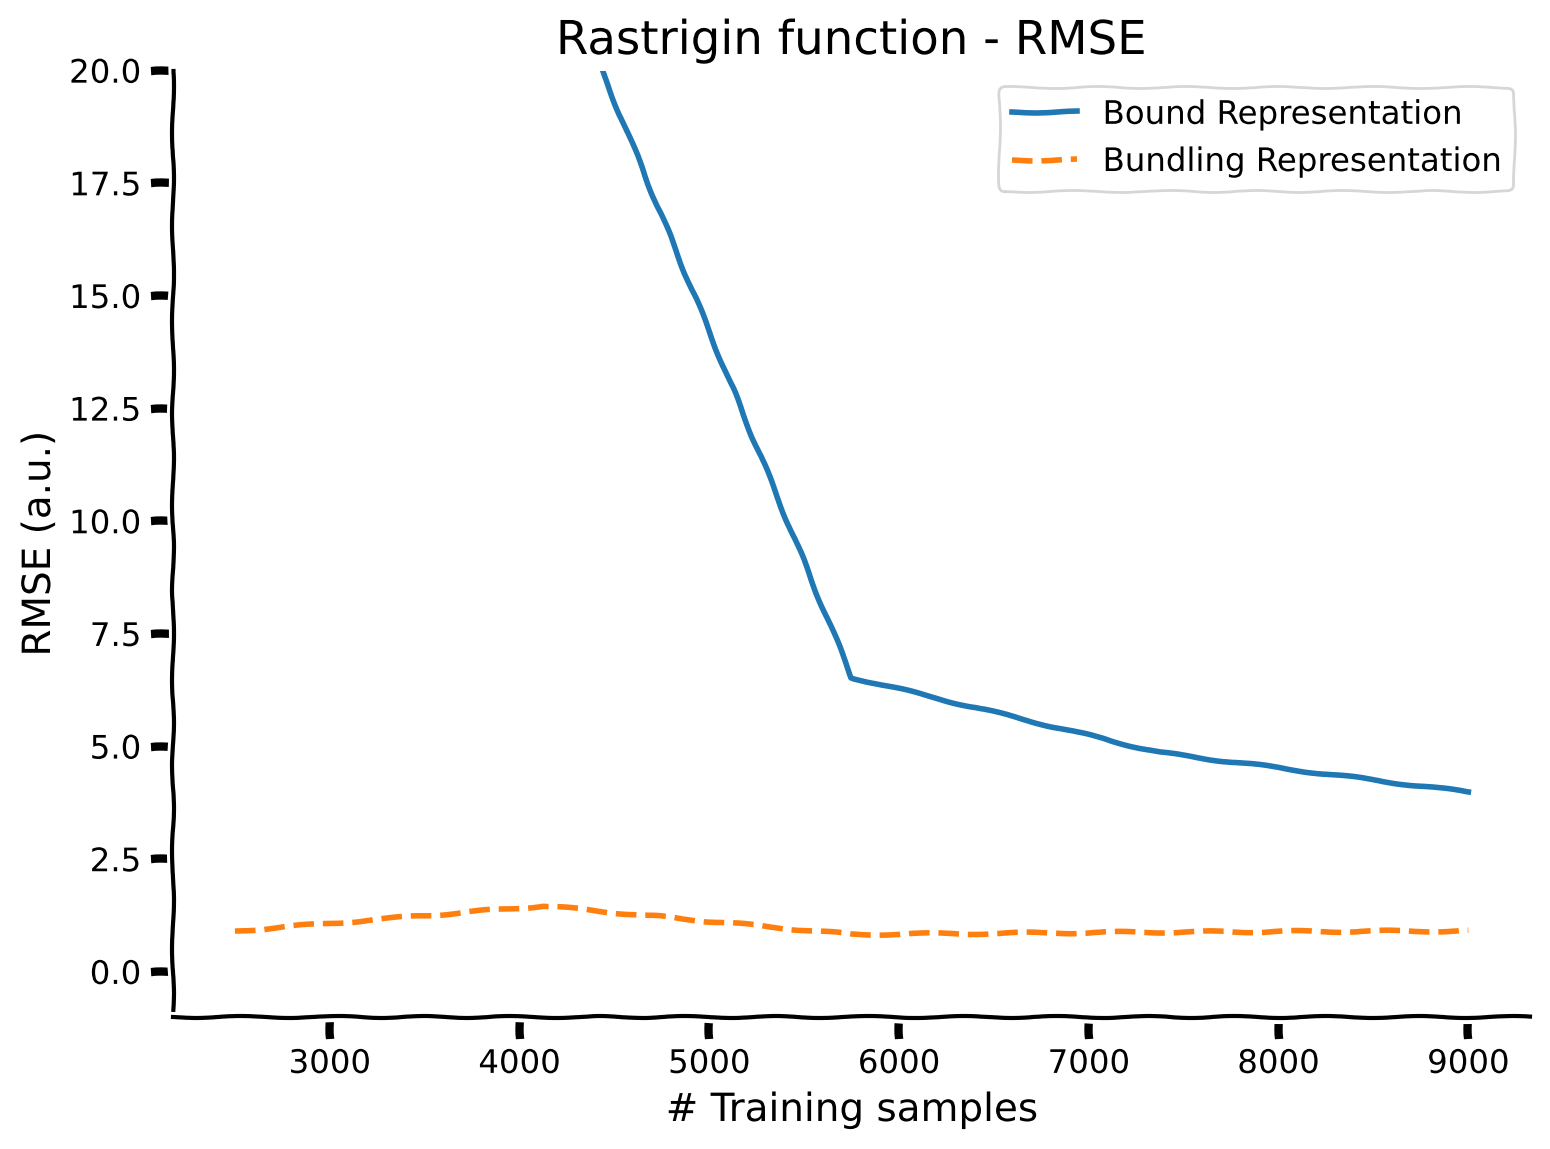 Rastrigin function - RMSE
20.0
17.5
15.0
12.5
10.0
7.5
5.0
2.5
0.0
RMSE (a.u.)
Bound Representation
Bundling Representation
3000 4000 5000 6000 7000 8000 9000
# Training samples